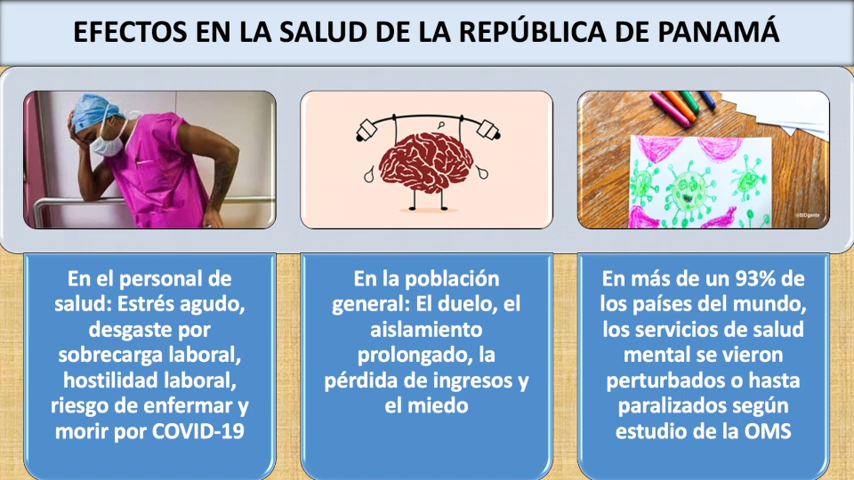 EFECTOS EN LA SALUD DE LA REPÚBLICA DE PANAMÁ
En el personal de
salud: Estrés agudo,
desgaste por
sobrecarga laboral,
hostilidad laboral,
riesgo de enfermar y
morir por COVID-19
En la población
general: El duelo, el
aislamiento
prolongado, la
pérdida de ingresos y
el miedo
@BIDgente
En más de un 93% de
los países del mundo,
los servicios de salud
mental se vieron
perturbados o hasta
paralizados según
estudio de la OMS